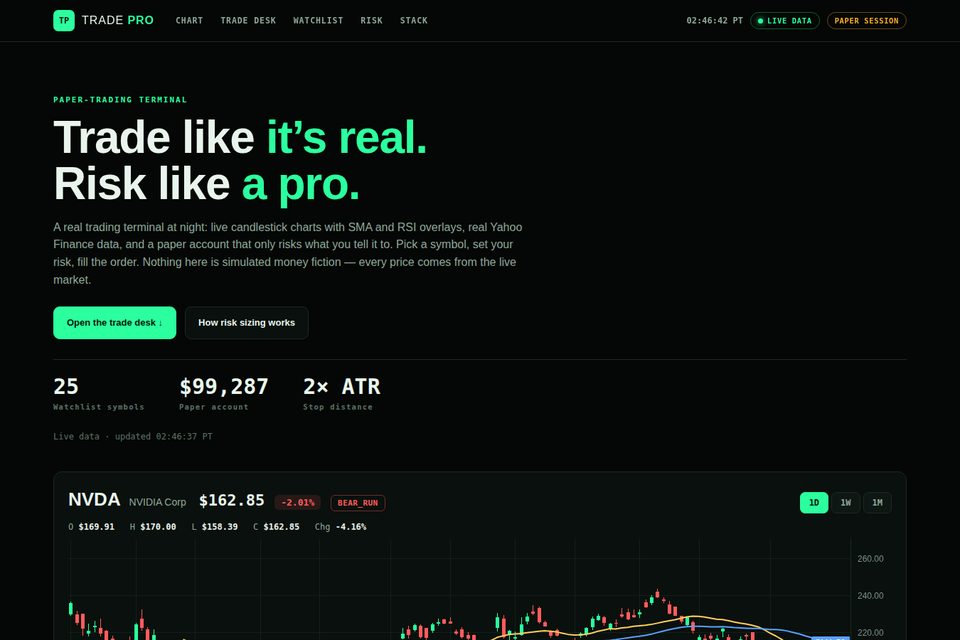 TP TRADE PRO CHART TRADE DESK WATCHLIST RISK STACK 02:46:42 PT LIVE DATA PAPER SESSION
PAPER-TRADING TERMINAL
Trade like it’s real.
Risk like a pro.
A real trading terminal at night: live candlestick charts with SMA and RSI overlays, real Yahoo
Finance data, and a paper account that only risks what you tell it to. Pick a symbol, set your
risk, fill the order. Nothing here is simulated money fiction — every price comes from the live
market.
Open the trade desk ↓ How risk sizing works
25 $99,287 2× ATR
Watchlist symbols Paper account Stop distance
Live data · updated 02:46:37 PT
NVDA NVIDIA Corp $162.85 -2.01% BEAR_RUN 1D 1W 1M
O $169.91 H $170.00 L $158.39 C $162.85 Chg -4.16%
260.00
240.00
220.00